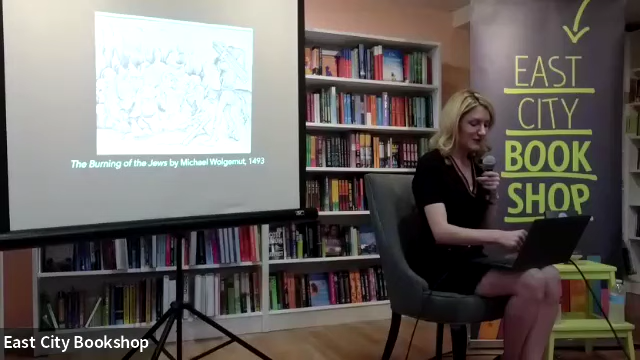 The Burning of the Jews by Michael Wolgemut, 1493
EAST
CITY
BOOK
SHOP
East City Bookshop